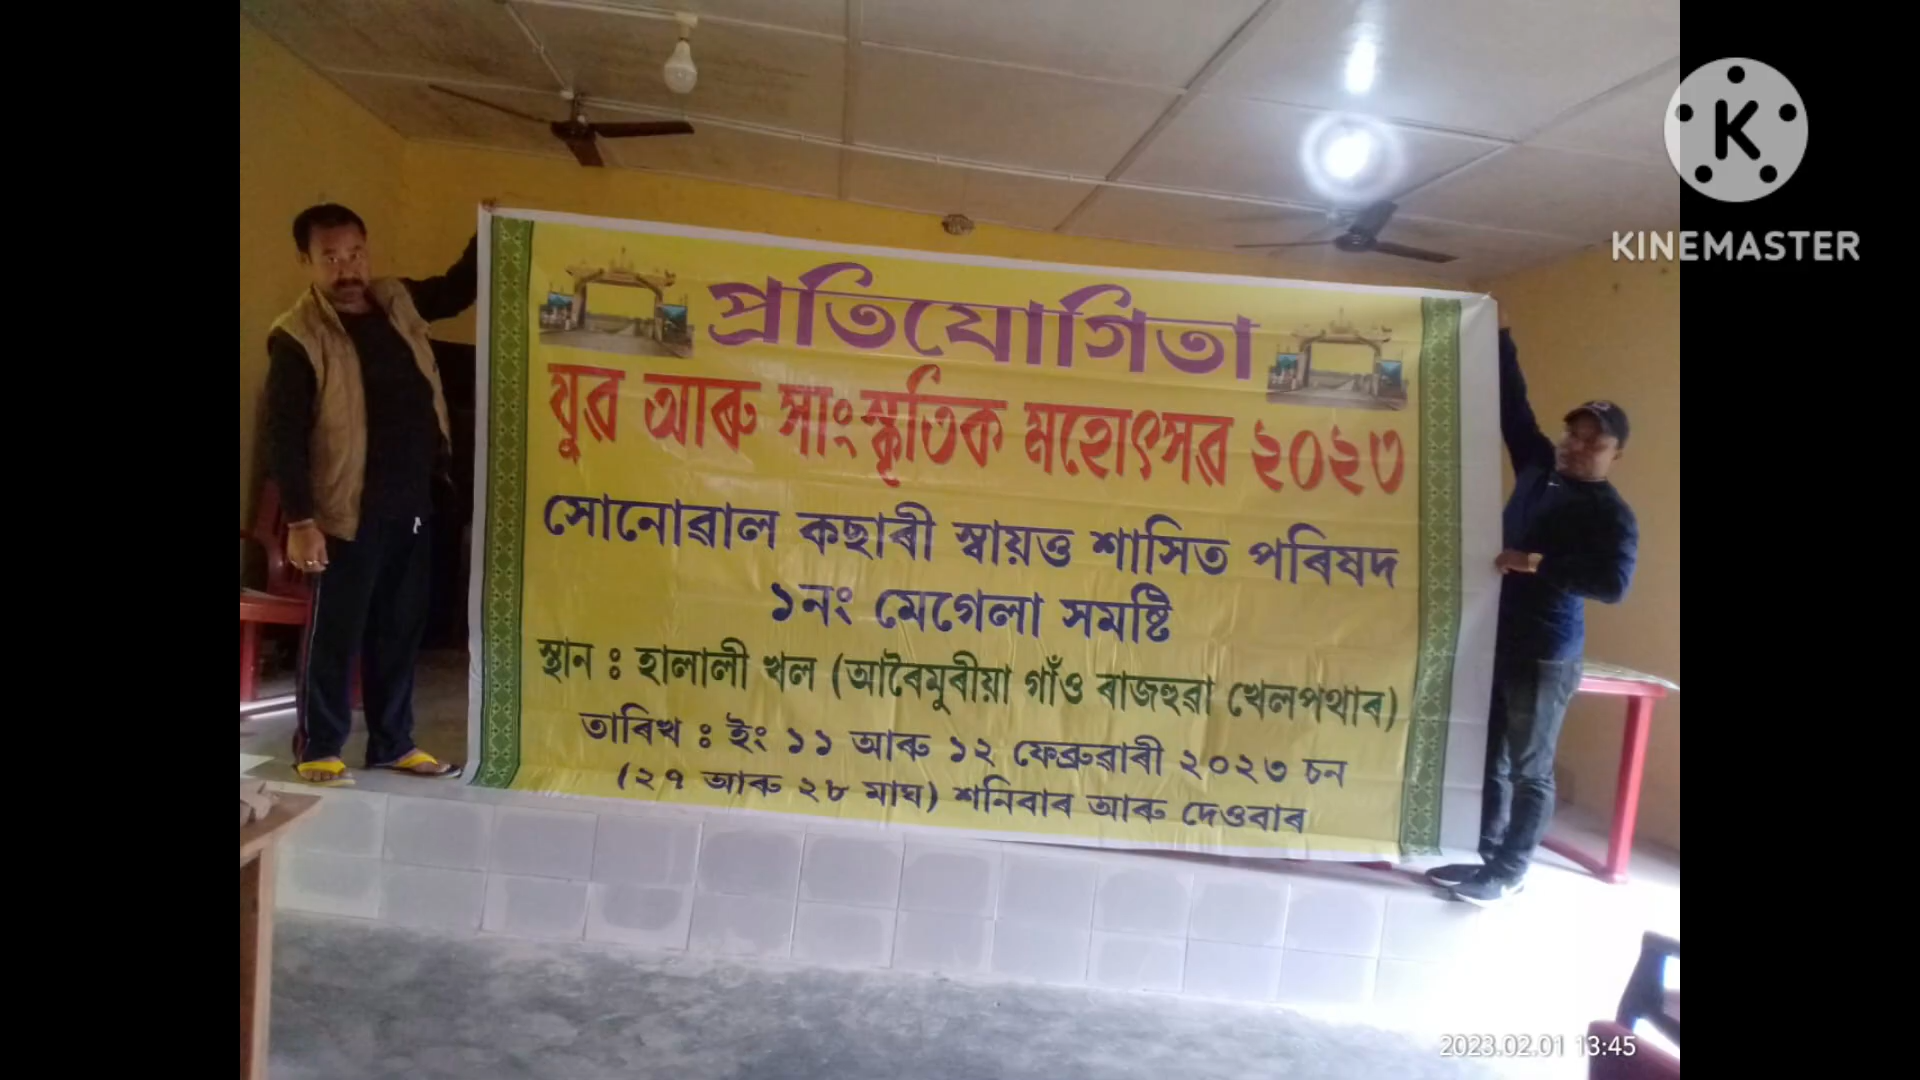 প্ৰতিযোগিতা
যুৱ আৰু সাংস্কৃতিক মহোৎসৱ ২০২৩
সোনোৱাল কছাৰী স্বায়ত্ত শাসিত পৰিষদ
১নং মেগেলা সমষ্টি
স্থান : হালালী খল (আৰৈমুৰীয়া গাঁও ৰাজহুৱা খেলপথাৰ)
তাৰিখ : ইং ১১ আৰু ১২ ফেব্ৰুৱাৰী ২০২৩ চন
(২৭ আৰু ২৮ মাঘ) শনিবাৰ আৰু দেওবাৰ
K
KINEMASTER
2023.02.01 13:45